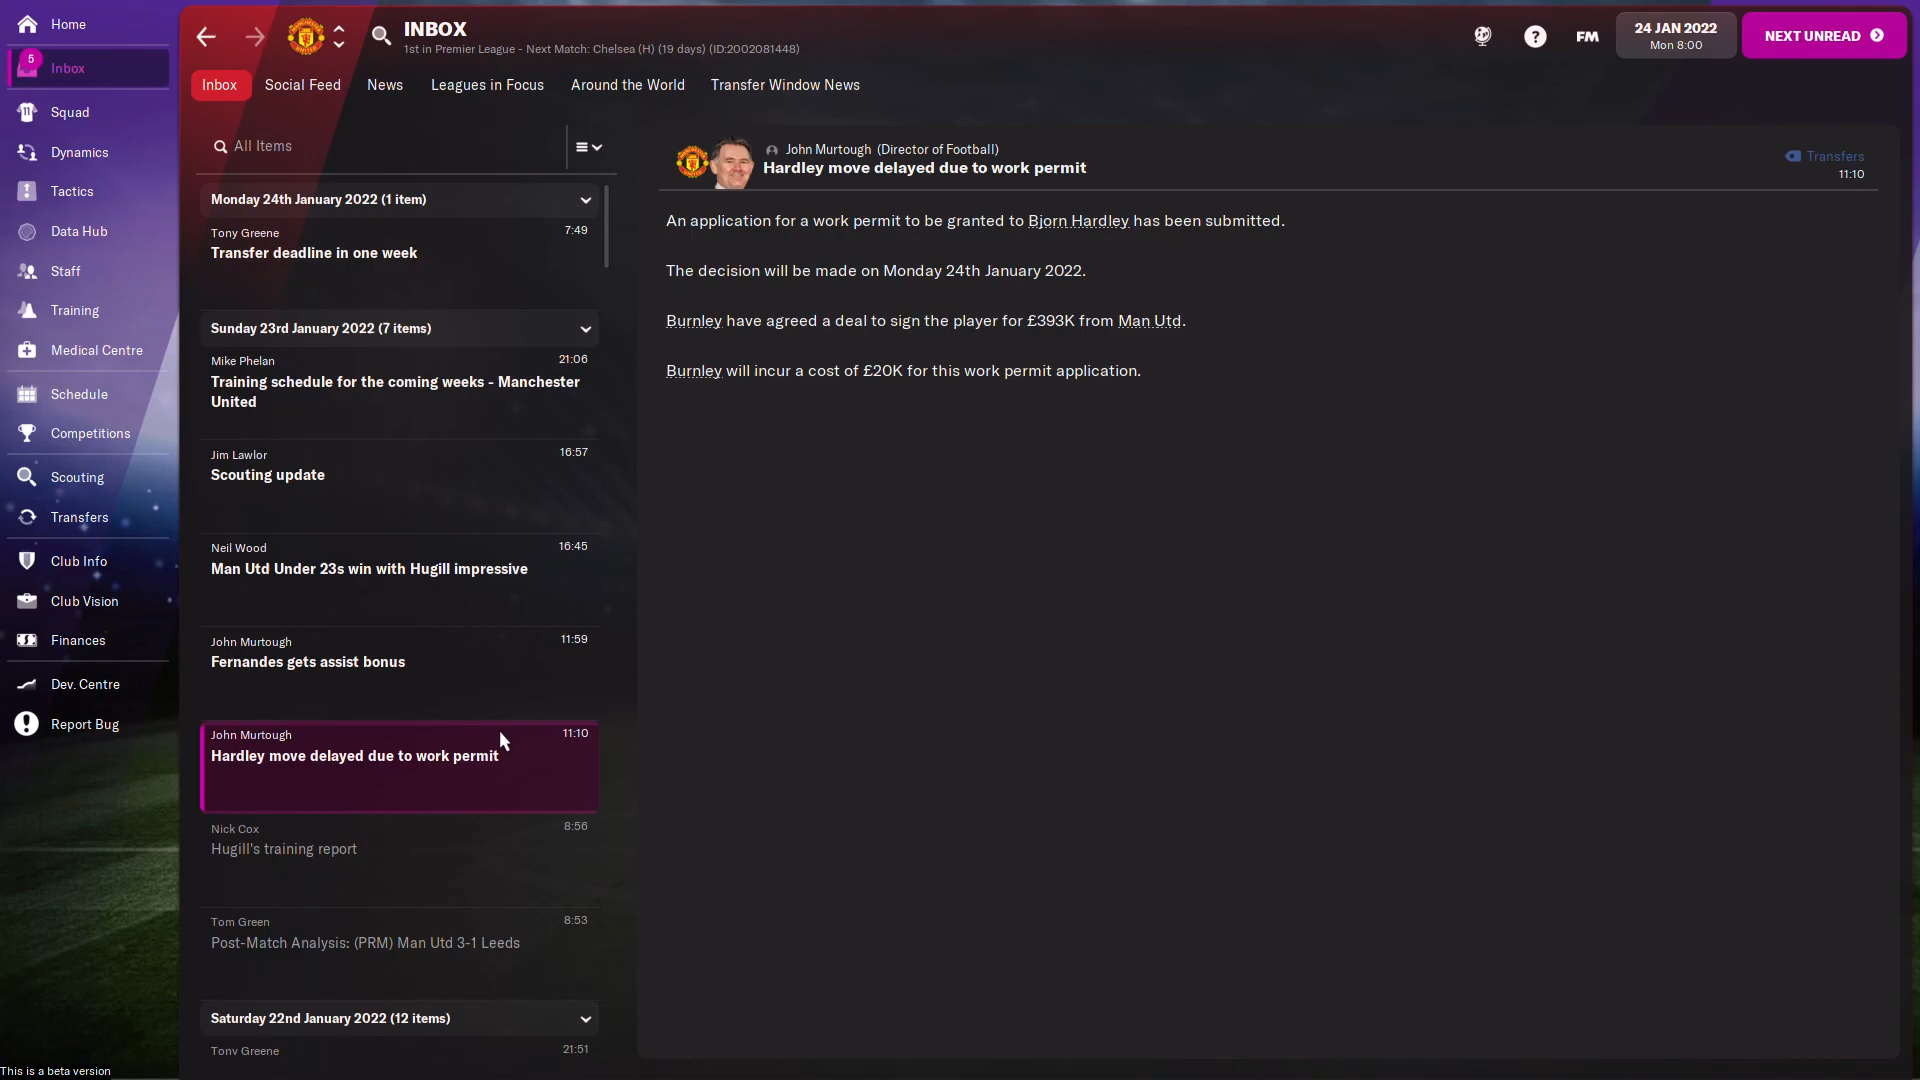 Home
5
Inbox
Squad
Dynamics
Tactics
Data Hub
Staff
Training
Medical Centre
Schedule
Competitions
Scouting
Transfers
Club Info
Club Vision
Finances
Dev. Centre
Report Bug
This is a beta version
INBOX
1st in Premier League - Next Match: Chelsea (H) (19 days) (ID:2002081448)
FM
24 JAN 2022
Mon 8:00
NEXT UNREAD
Inbox
Social Feed
News
Leagues in Focus
Around the World
Transfer Window News
All Items
Monday 24th January 2022 (1 item)
Tony Greene 7:49
Transfer deadline in one week
Sunday 23rd January 2022 (7 items)
Mike Phelan 21:06
Training schedule for the coming weeks - Manchester
United
Jim Lawlor 16:57
Scouting update
Neil Wood 16:45
Man Utd Under 23s win with Hugill impressive
John Murtough 11:59
Fernandes gets assist bonus
John Murtough 11:10
Hardley move delayed due to work permit
Nick Cox 8:56
Hugill's training report
Tom Green 8:53
Post-Match Analysis: (PRM) Man Utd 3-1 Leeds
Saturday 22nd January 2022 (12 items)
Tony Greene 21:51
John Murtough (Director of Football)
Hardley move delayed due to work permit
Transfers
11:10
An application for a work permit to be granted to Bjorn Hardley has been submitted.
The decision will be made on Monday 24th January 2022.
Burnley have agreed a deal to sign the player for £393K from Man Utd.
Burnley will incur a cost of £20K for this work permit application.